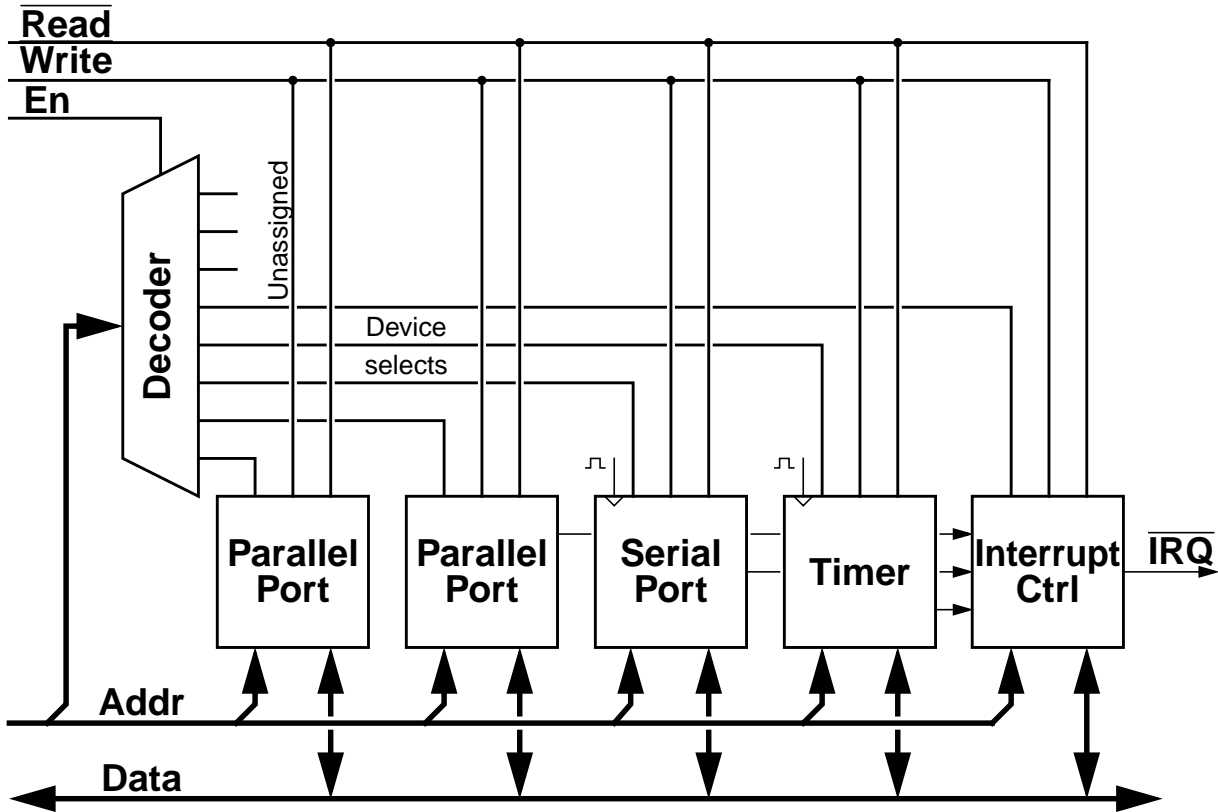 Read
Write
En
Unassigned
Decoder
Device
selects
Parallel
Port
Parallel
Port
Serial
Port
Timer
Interrupt
Ctrl
IRQ
Addr
Data